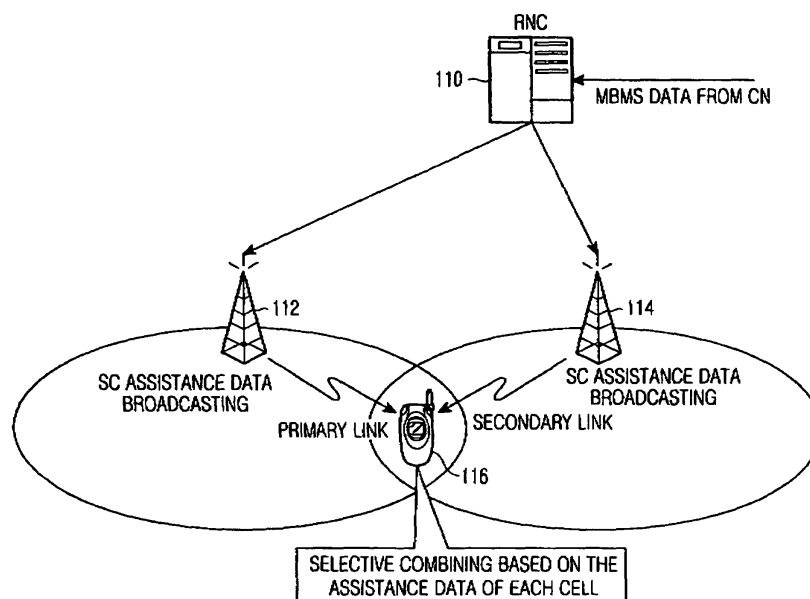 RNC
110
MBMS DATA FROM CN
112
114
SC ASSISTANCE DATA
BROADCASTING
SC ASSISTANCE DATA
BROADCASTING
PRIMARY LINK
SECONDARY LINK
116
SELECTIVE COMBINING BASED ON THE
ASSISTANCE DATA OF EACH CELL